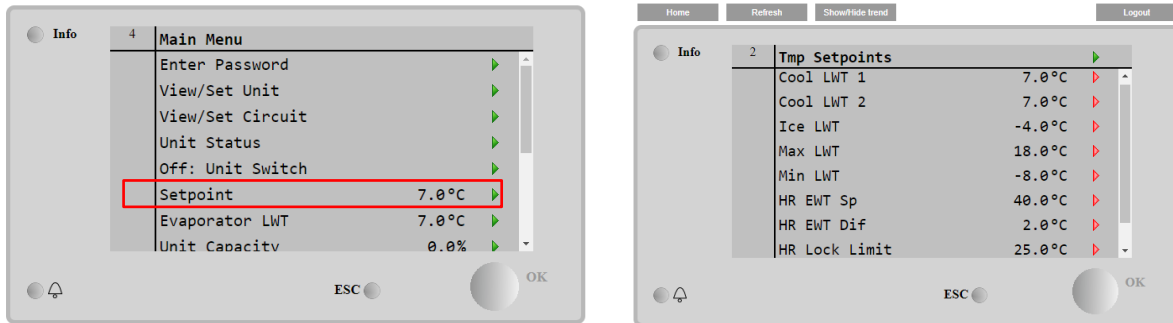 Info
4 Main Menu
Enter Password
View/Set Unit
View/Set Circuit
Unit Status
Off: Unit Switch
Setpoint 7.0°C
Evaporator LWT 7.0°C
Unit Capacity 0.0%
ESC
OK
Home Refresh Show/Hide trend Logout
Info
2 Tmp Setpoints
Cool LWT 1 7.0°C
Cool LWT 2 7.0°C
Ice LWT -4.0°C
Max LWT 18.0°C
Min LWT -8.0°C
HR EWT Sp 40.0°C
HR EWT Dif 2.0°C
HR Lock Limit 25.0°C
ESC
OK